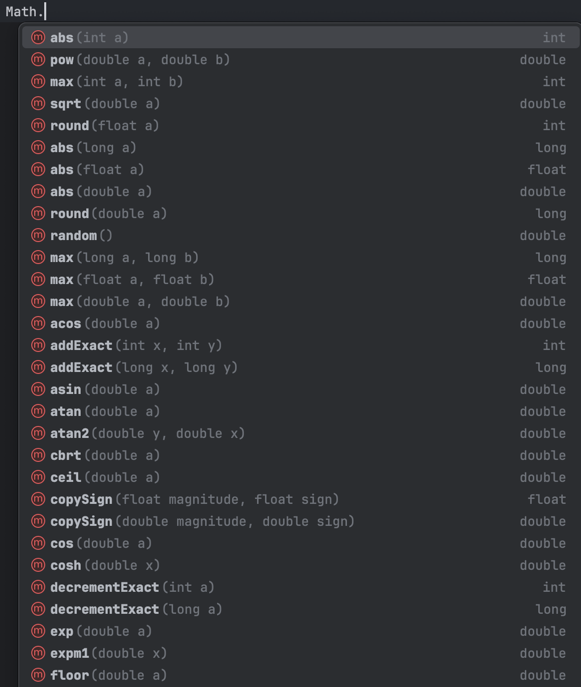 Math.
m abs(int a) int
m pow(double a, double b) double
m max(int a, int b) int
m sqrt(double a) double
m round(float a) int
m abs(long a) long
m abs(float a) float
m abs(double a) double
m round(double a) long
m random() double
m max(long a, long b) long
m max(float a, float b) float
m max(double a, double b) double
m acos(double a) double
m addExact(int x, int y) int
m addExact(long x, long y) long
m asin(double a) double
m atan(double a) double
m atan2(double y, double x) double
m cbrt(double a) double
m ceil(double a) double
m copySign(float magnitude, float sign) float
m copySign(double magnitude, double sign) double
m cos(double a) double
m cosh(double x) double
m decrementExact(int a) int
m decrementExact(long a) long
m exp(double a) double
m expm1(double x) double
m floor(double a) double